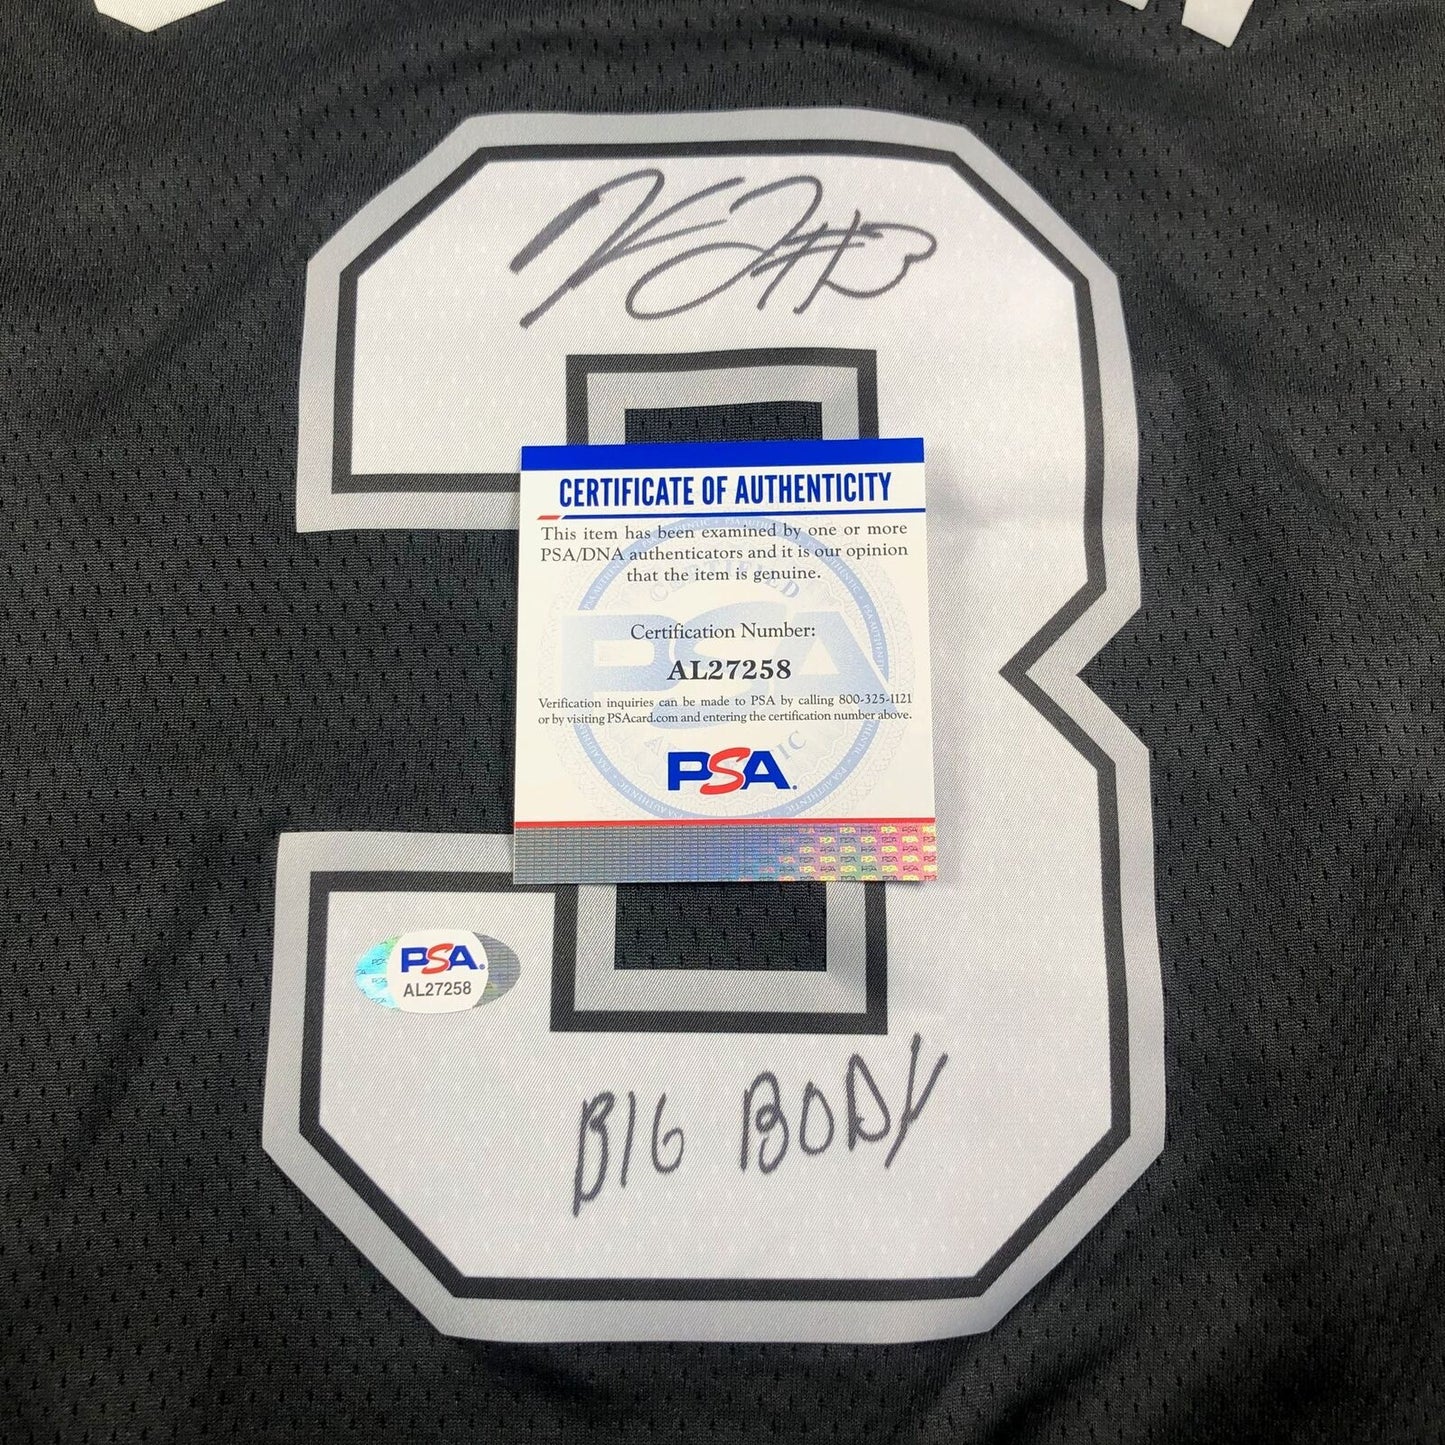 #3
3
CERTIFICATE OF AUTHENTICITY
This item has been examined by one or more
PSA/DNA authenticators and it is our opinion
that the item is genuine.
Certification Number:
AL27258
Verification inquiries can be made to PSA by calling 800-325-1121
or by visiting PSAcard.com and entering the certification number above.
PSA
PSA
AL27258
BIG BODY